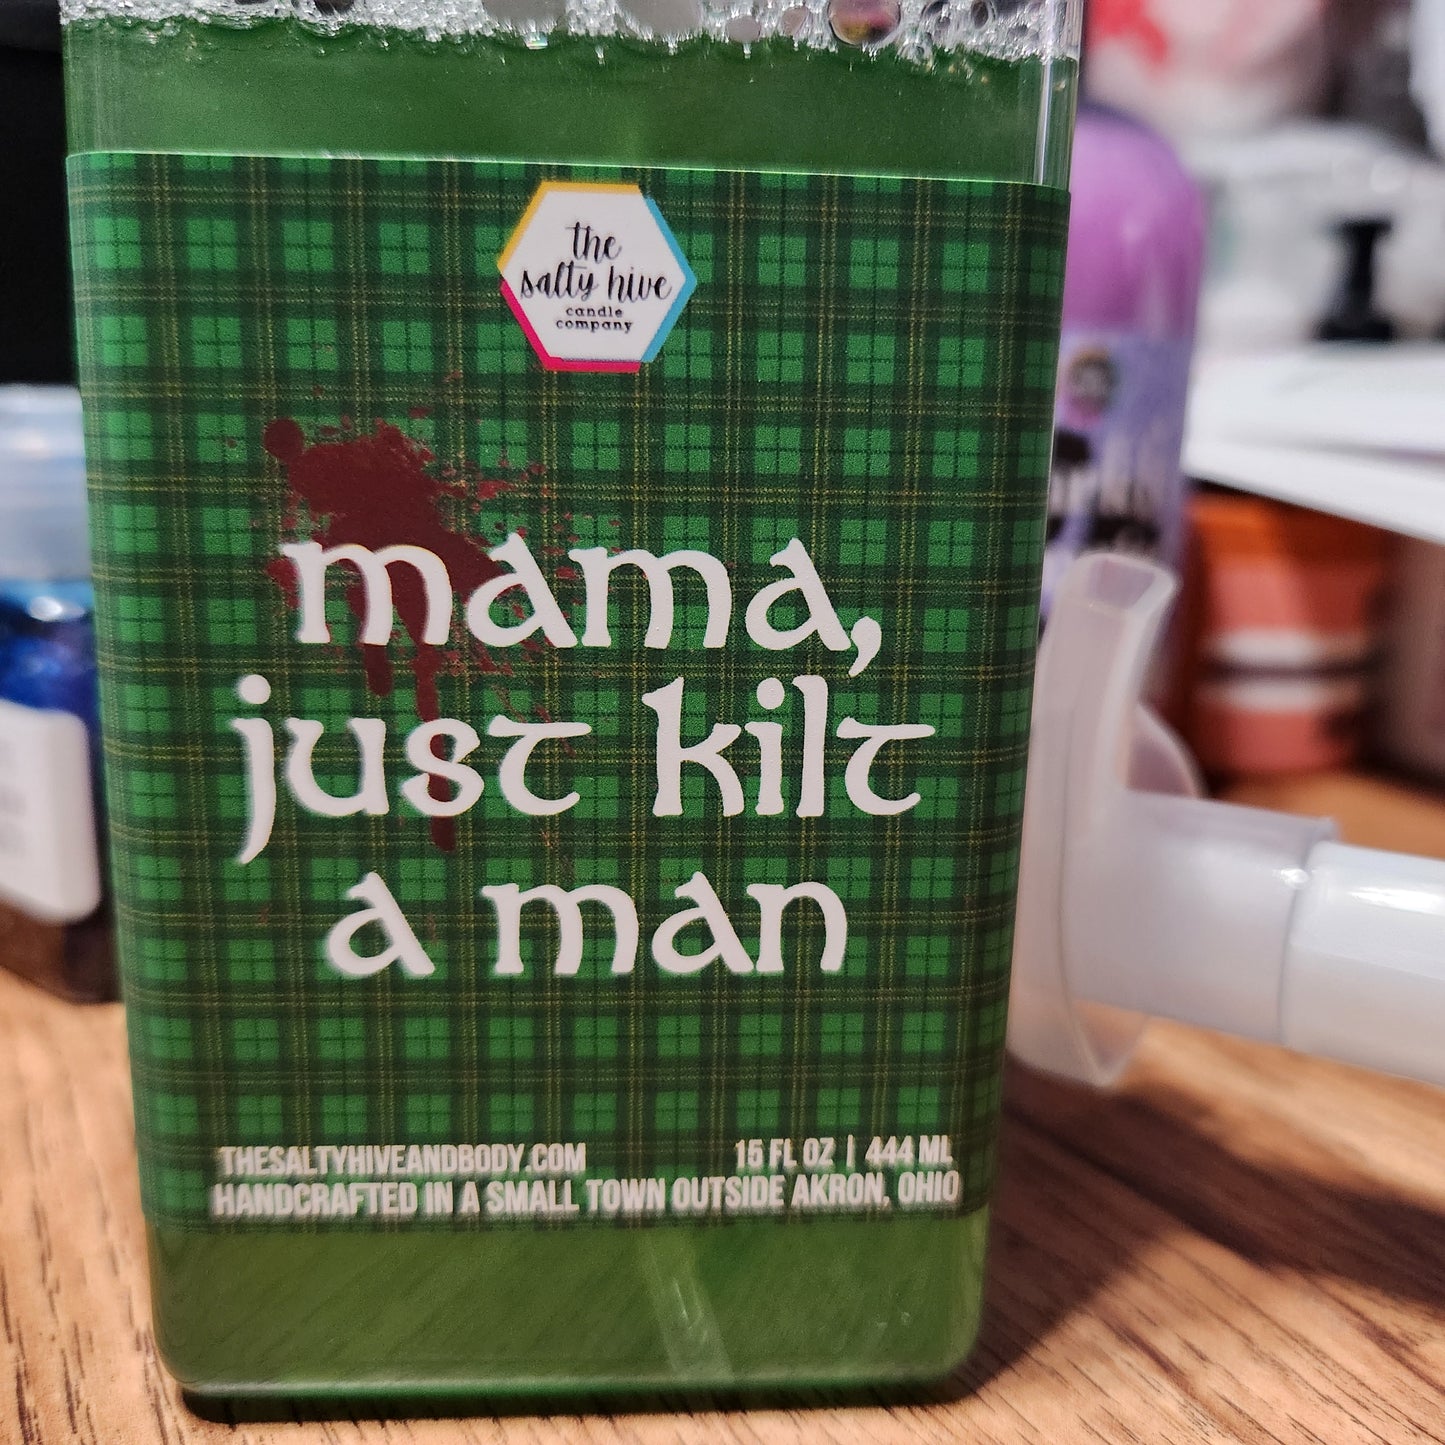 the
salty hive
candle
company
mama,
just kilt
a man
THESALTYHIVEANDBODY.COM 15 FL OZ | 444 ML
HANDCRAFTED IN A SMALL TOWN OUTSIDE AKRON, OHIO